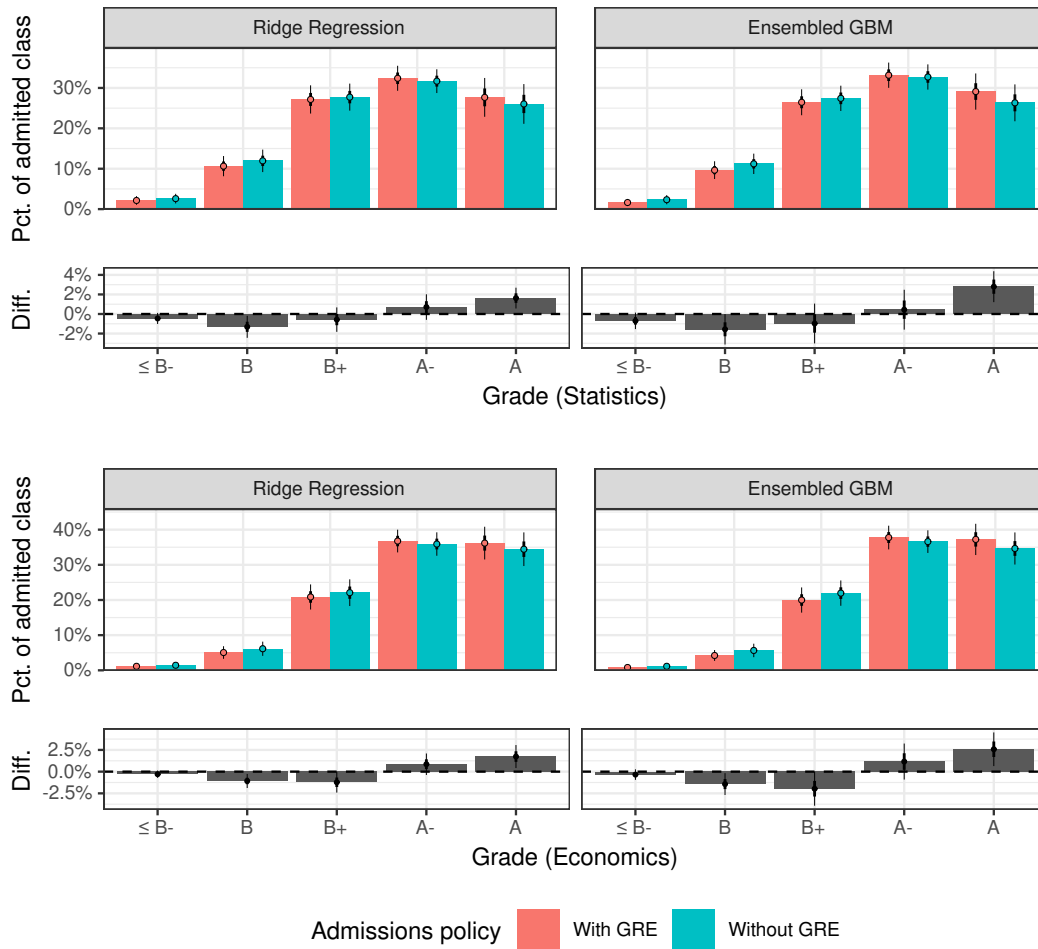 Ridge Regression Ensembled GBM
Pct. of admitted class
30%
20%
10%
0%
Diff.
4%
2%
0%
-2%
≤ B- B B+ A- A ≤ B- B B+ A- A
Grade (Statistics)
Ridge Regression Ensembled GBM
Pct. of admitted class
40%
30%
20%
10%
0%
Diff.
2.5%
0.0%
-2.5%
≤ B- B B+ A- A ≤ B- B B+ A- A
Grade (Economics)
Admissions policy With GRE Without GRE